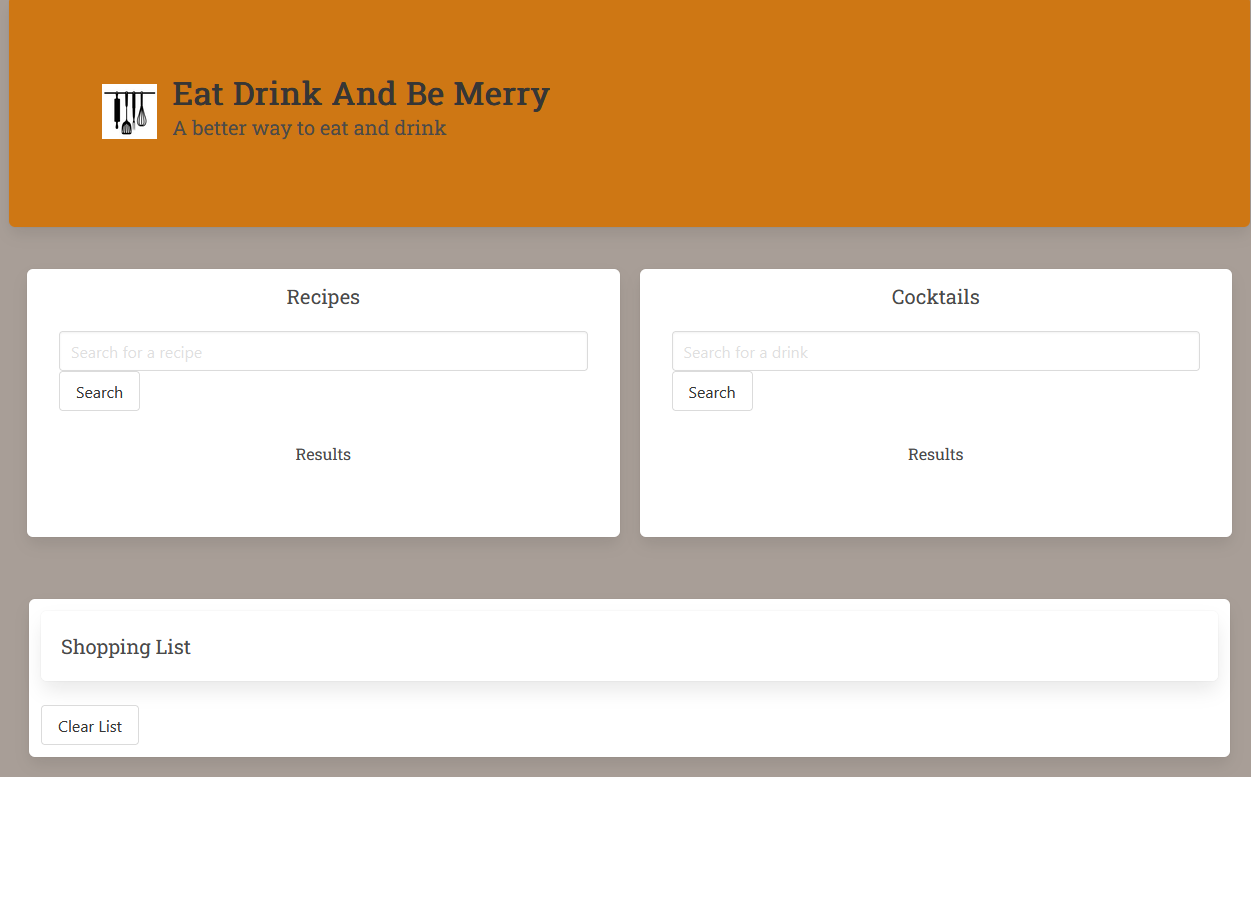 Eat Drink And Be Merry
A better way to eat and drink
Recipes
Search for a recipe
Search
Results
Cocktails
Search for a drink
Search
Results
Shopping List
Clear List